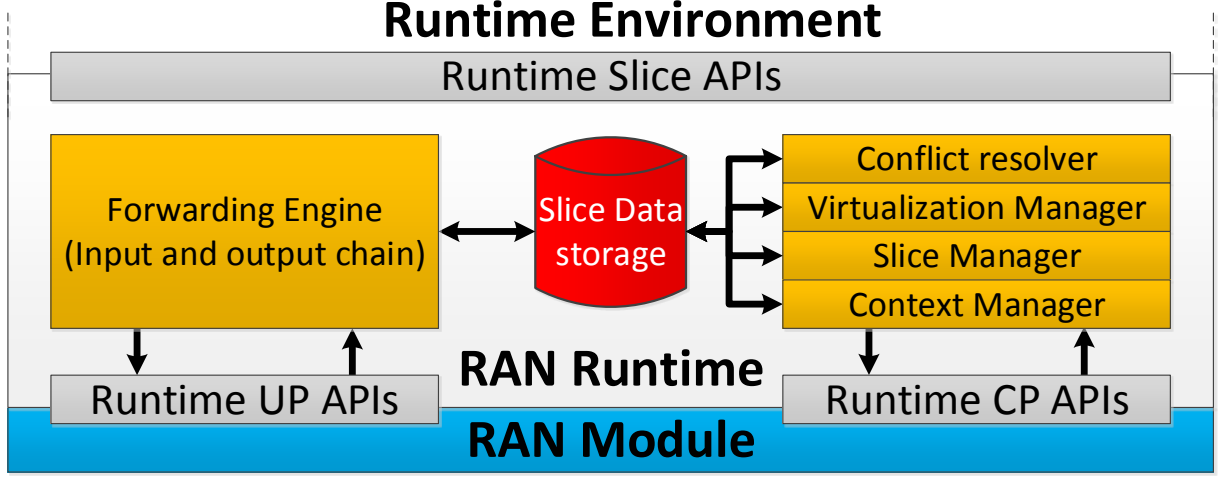 Runtime Environment
Runtime Slice APIs
Forwarding Engine
(Input and output chain)
Slice Data
storage
Conflict resolver
Virtualization Manager
Slice Manager
Context Manager
RAN Runtime
Runtime UP APIs
Runtime CP APIs
RAN Module